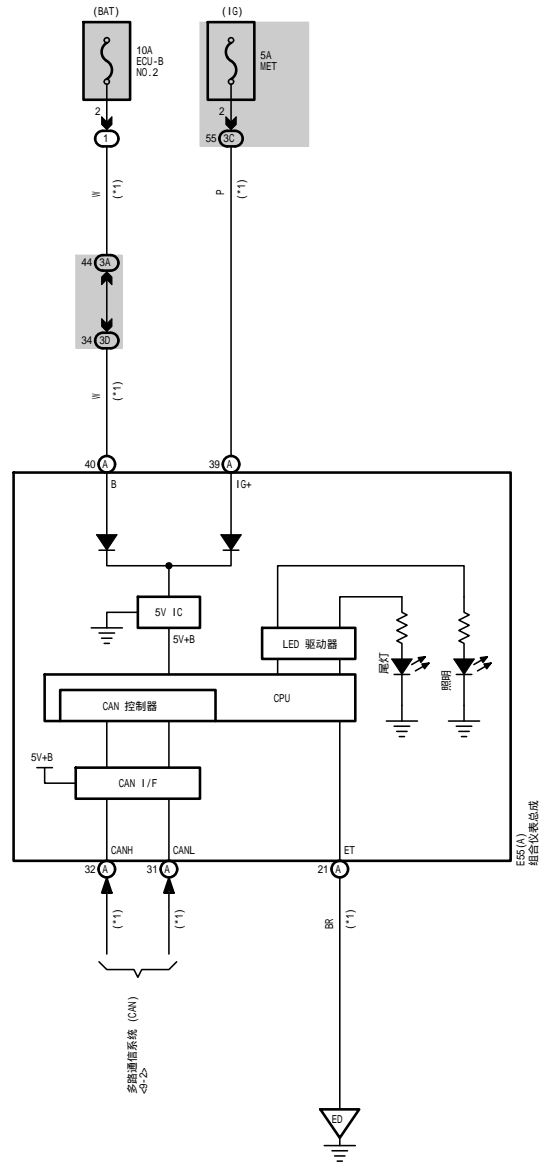 (BAT)
(IG)
10A
ECU-B
NO.2
5A
MET
2
2
1
55 3C
W
(*1)
P
(*1)
44 3A
34 3D
W
(*1)
40 A
39 A
B
IG+
5V IC
5V+B
LED 驱动器
尾灯
照明
CPU
CAN 控制器
5V+B
CAN I/F
CANH
CANL
ET
E55(A)
组合仪表总成
32 A
31 A
21 A
(*1)
(*1)
BR
(*1)
多路通信系统 (CAN)
<9-2>
ED